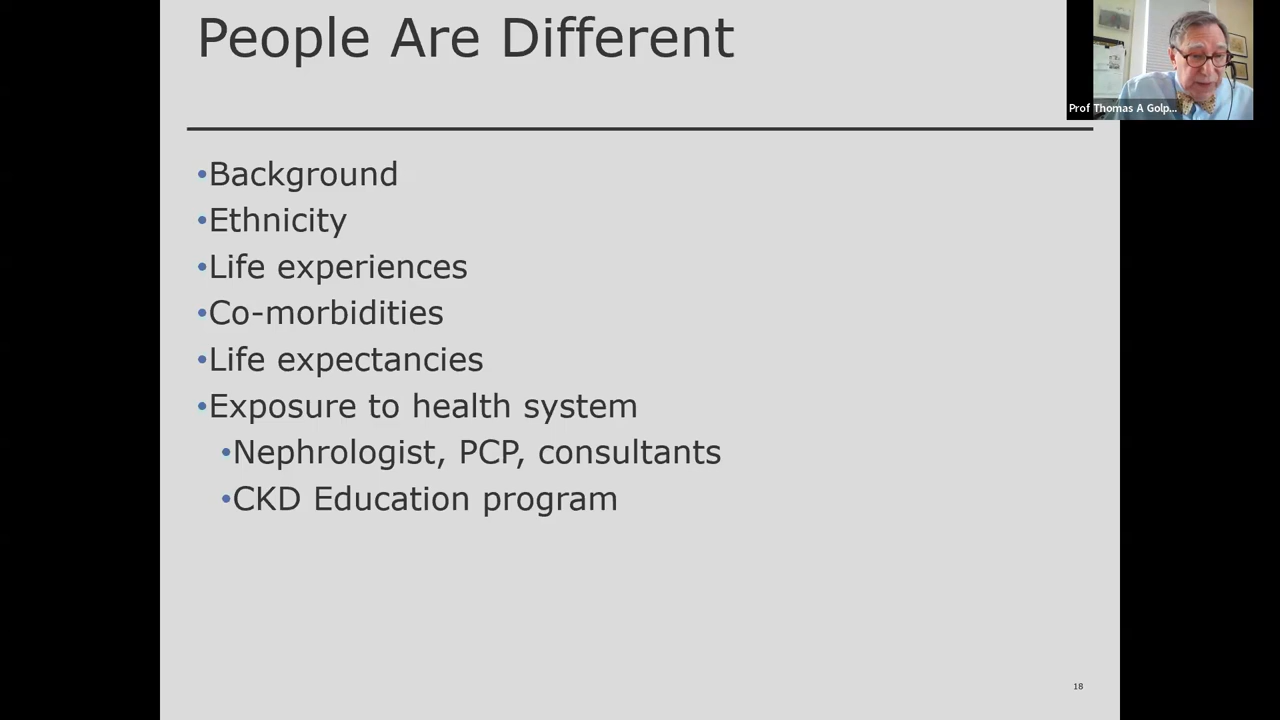 People Are Different
Prof Thomas A Golp...
•Background
•Ethnicity
•Life experiences
•Co-morbidities
•Life expectancies
•Exposure to health system
•Nephrologist, PCP, consultants
•CKD Education program
18